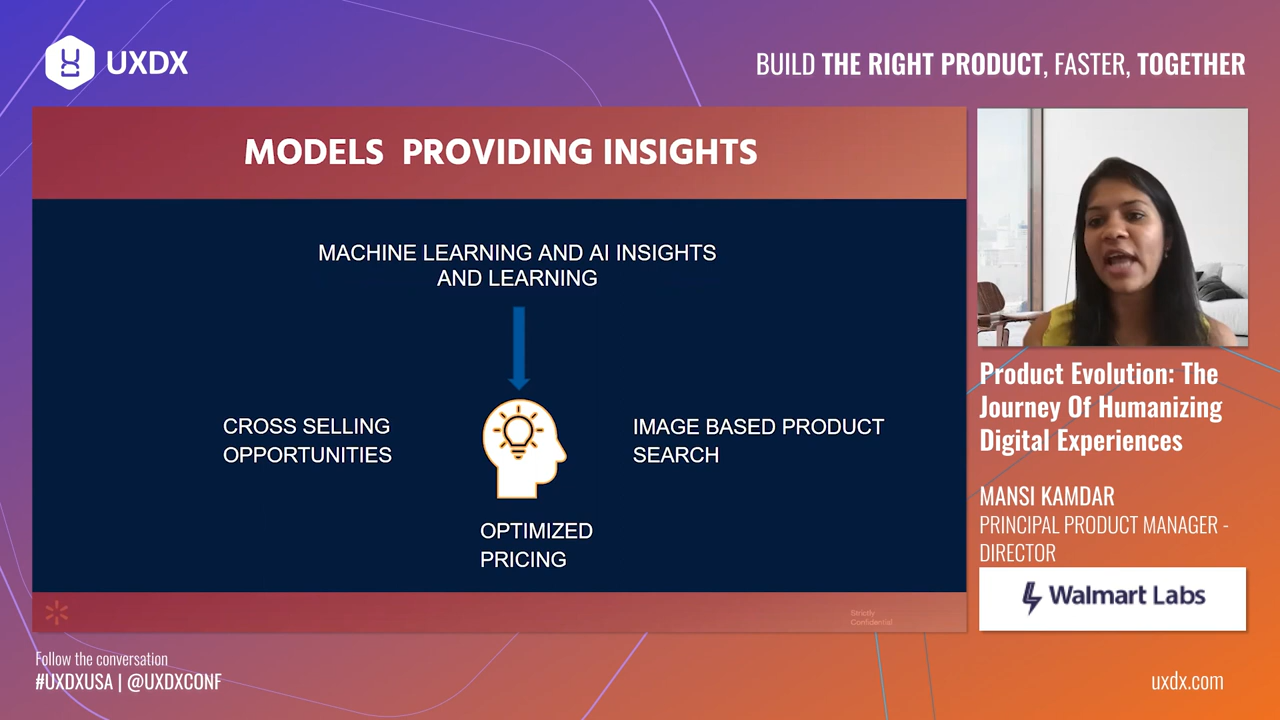 UXDX
BUILD THE RIGHT PRODUCT, FASTER, TOGETHER
MODELS PROVIDING INSIGHTS
MACHINE LEARNING AND AI INSIGHTS
AND LEARNING
CROSS SELLING
OPPORTUNITIES
IMAGE BASED PRODUCT
SEARCH
OPTIMIZED
PRICING
Strictly
Confidential
Product Evolution: The
Journey Of Humanizing
Digital Experiences
MANSI KAMDAR
PRINCIPAL PRODUCT MANAGER -
DIRECTOR
Walmart Labs
Follow the conversation
#UXDXUSA | @UXDXCONF
uxdx.com